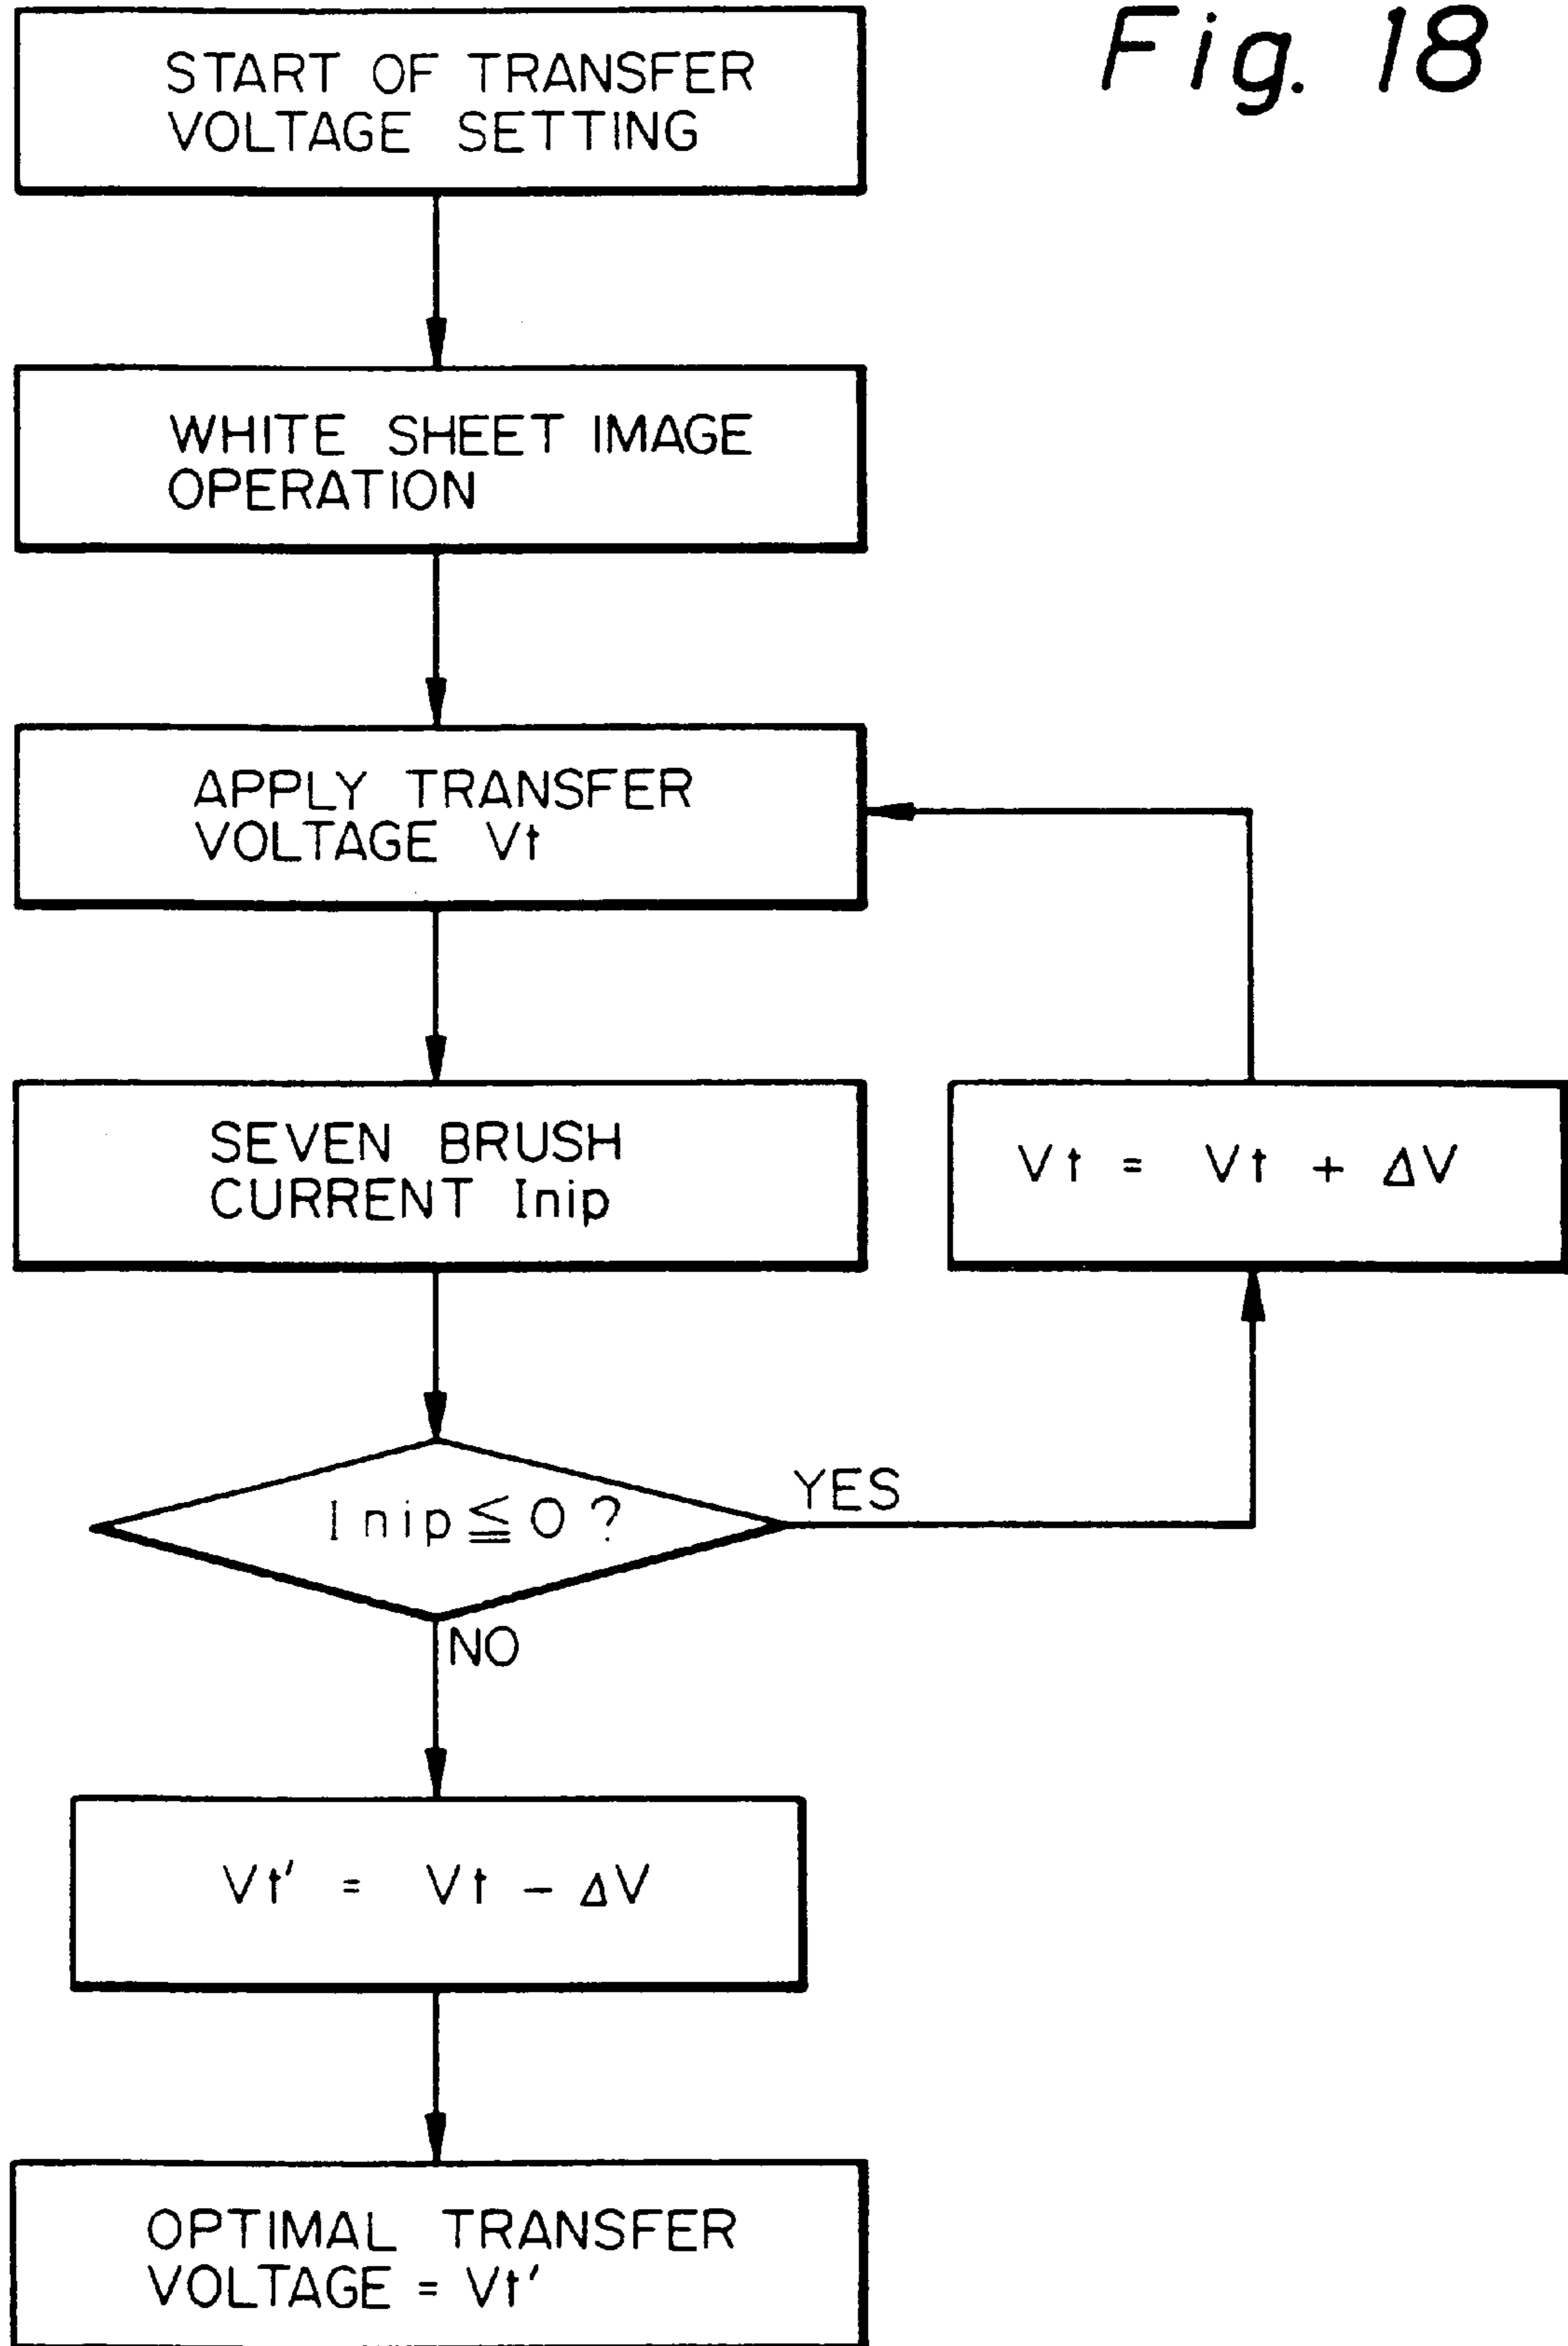 Fig. 18
START OF TRANSFER
VOLTAGE SETTING
WHITE SHEET IMAGE
OPERATION
APPLY TRANSFER
VOLTAGE Vt
SEVEN BRUSH
CURRENT Inip
Vt = Vt + ΔV
Inip ≦ 0 ?
YES
NO
Vt' = Vt - ΔV
OPTIMAL TRANSFER
VOLTAGE = Vt'